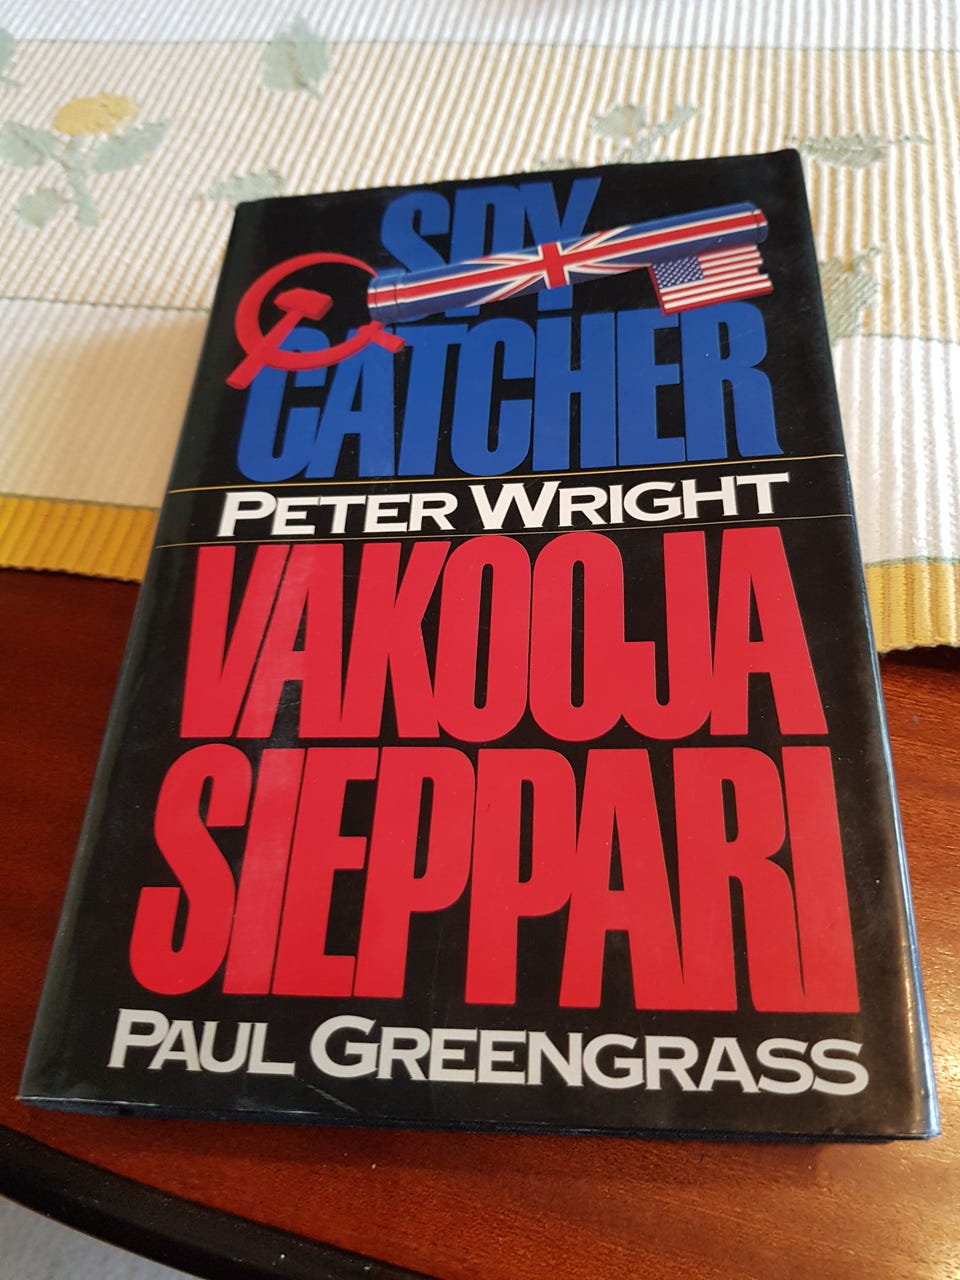 SPY
CATCHER
PETER WRIGHT
VAKOOJA
SIEPPARI
PAUL GREENGRASS